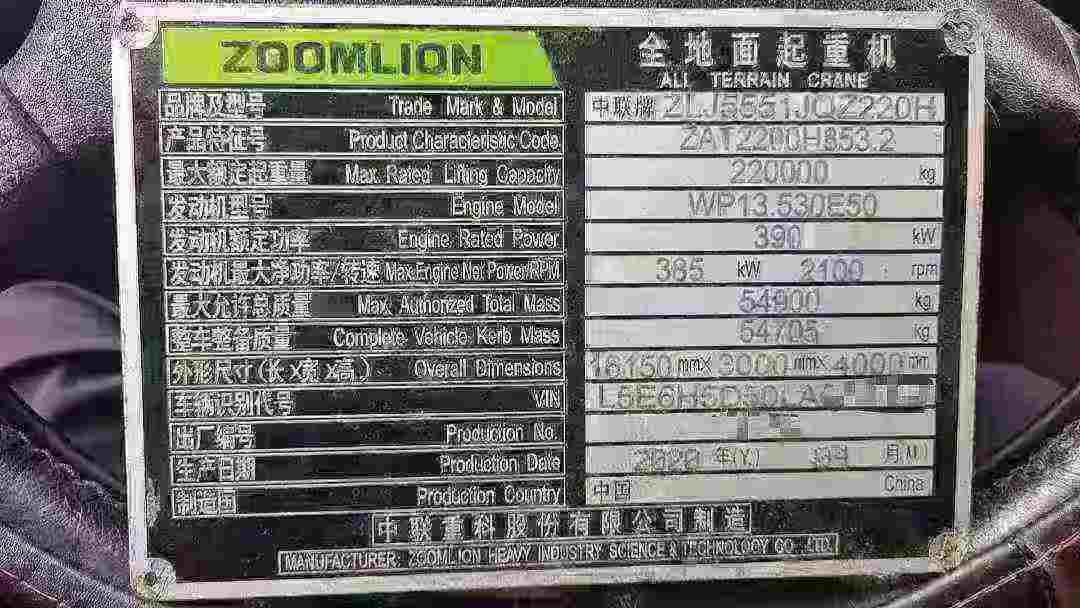 ZOOMLION 全地面起重机
ALL TERRAIN CRANE
品牌及型号 Trade Mark & Model 中联牌 ZLJ5551JQZ220H
产品特征号 Product Characteristic Code ZAT2200H853.2
最大额定起重量 Max. Rated Lifting Capacity 220000 kg
发动机型号 Engine Model WP13.530E50
发动机额定功率 Engine Rated Power 390 kW
发动机最大净功率/转速 Max Engine Net Power/RPM 385 kW 2100 rpm
最大允许总质量 Max. Authorized Total Mass 54900 kg
整车整备质量 Complete Vehicle Kerb Mass 54705 kg
外形尺寸(长X宽X高) Overall Dimensions 16150 mmX 3000 mmX 4000 mm
车辆识别代号 VIN
出厂编号 Production No.
生产日期 Production Date 2020 年(Y) 月(M)
制造国 Production Country 中国 China
中联重科股份有限公司制造
MANUFACTURER: ZOOMLION HEAVY INDUSTRY SCIENCE & TECHNOLOGY CO., LTD